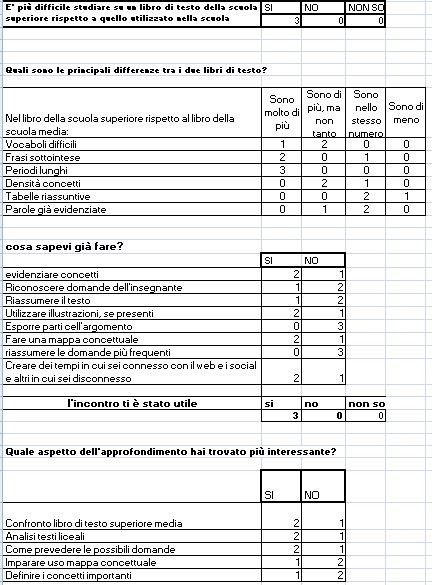 E' più difficile studiare su un libro di testo della scuola SI NO NON SO
superiore rispetto a quello utilizzato nella scuola 3 0 0
Quali sono le principali differenze tra i due libri di testo?
Nel libro della scuola superiore rispetto al libro della scuola media: Sono molto di più Sono di più, ma non tanto Sono nello stesso numero Sono di meno
Vocaboli difficili 1 2 0 0
Frasi sottointese 2 0 1 0
Periodi lunghi 3 0 0 0
Densità concetti 0 2 1 0
Tabelle riassuntive 0 0 2 1
Parole già evidenziate 0 1 2 0
cosa sapevi già fare?
SI NO
evidenziare concetti 2 1
Riconoscere domande dell'insegnante 1 2
Riassumere il testo 1 2
Utilizzare illustrazioni, se presenti 2 1
Esporre parti cell'argomento 0 3
Fare una mappa concettuale 2 1
riassumere le domande più frequenti 0 3
Creare dei tempi in cui sei connesso con il web e i social
e altri in cui sei disconnesso 2 1
l'incontro ti è stato utile si no non so
3 0 0
Quale aspetto dell'approfondimento hai trovato più interessante?
SI NO
Confronto libro di testo superiore media 2 1
Analisi testi liceali 2 1
Come prevedere le possibili domande 2 1
Imparare uso mappa concettuale 1 2
Definire i concetti importanti 1 2